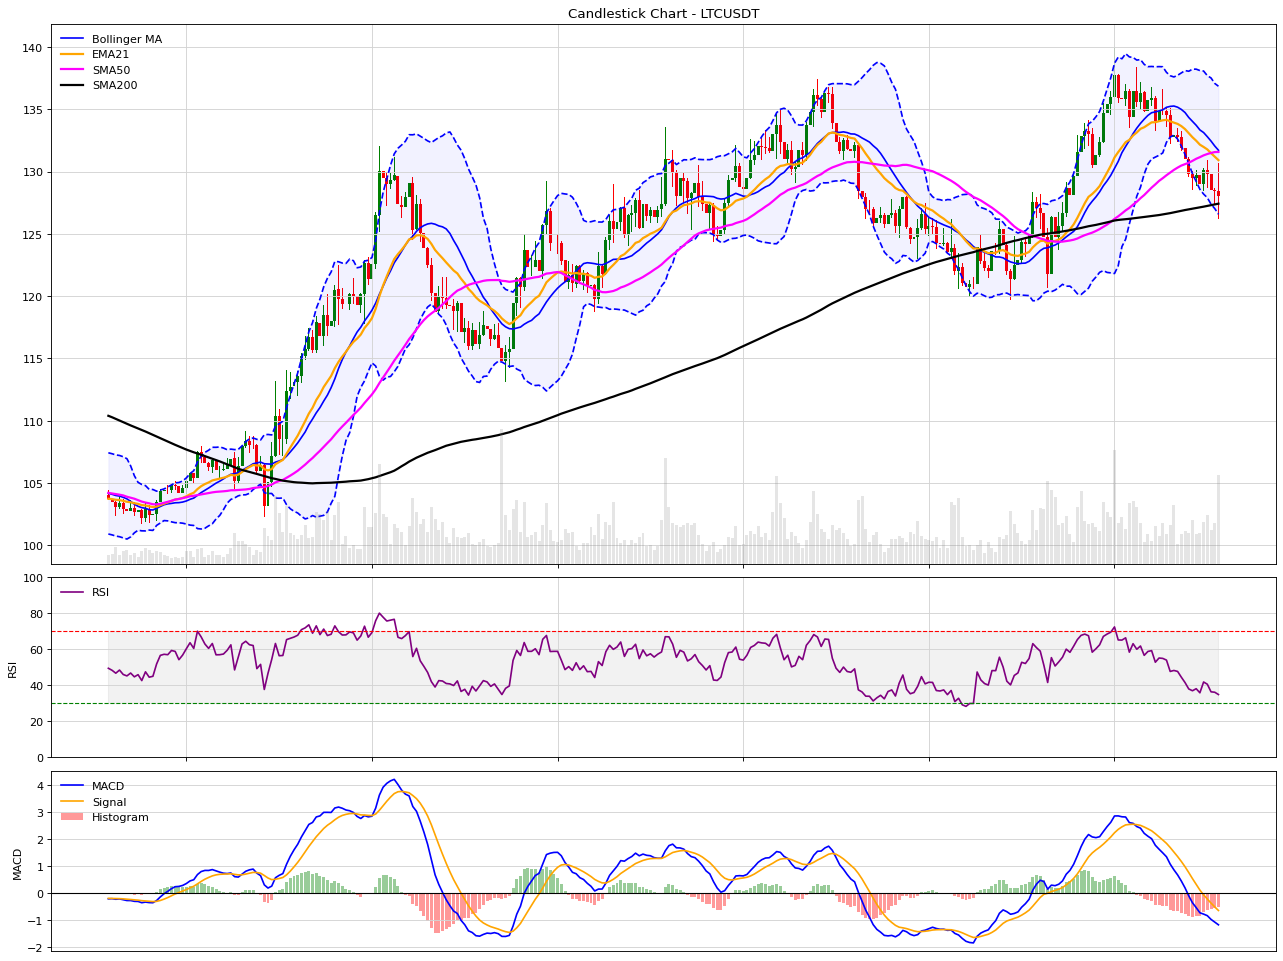 Candlestick Chart - LTCUSDT
Bollinger MA
EMA21
SMA50
SMA200
140
135
130
125
120
115
110
105
100
RSI
100
80
60
40
20
0
RSI
MACD
Signal
Histogram
4
3
2
1
0
−1
−2
MACD